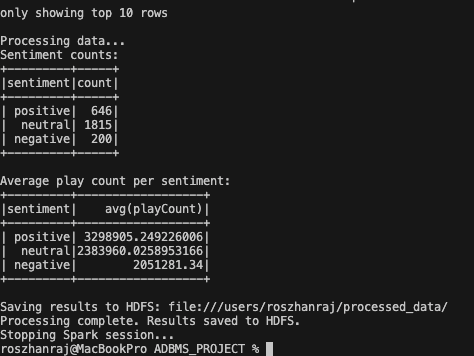 only showing top 10 rows

Processing data...
Sentiment counts:
+---------+-----+
|sentiment|count|
+---------+-----+
| positive|  646|
|  neutral| 1815|
| negative|  200|
+---------+-----+

Average play count per sentiment:
+---------+------------------+
|sentiment|    avg(playCount)|
+---------+------------------+
| positive| 3298905.249226006|
|  neutral|2383960.0258953166|
| negative|        2051281.34|
+---------+------------------+

Saving results to HDFS: file:///users/roszhanraj/processed_data/
Processing complete. Results saved to HDFS.
Stopping Spark session...
roszhanraj@MacBookPro ADBMS_PROJECT %